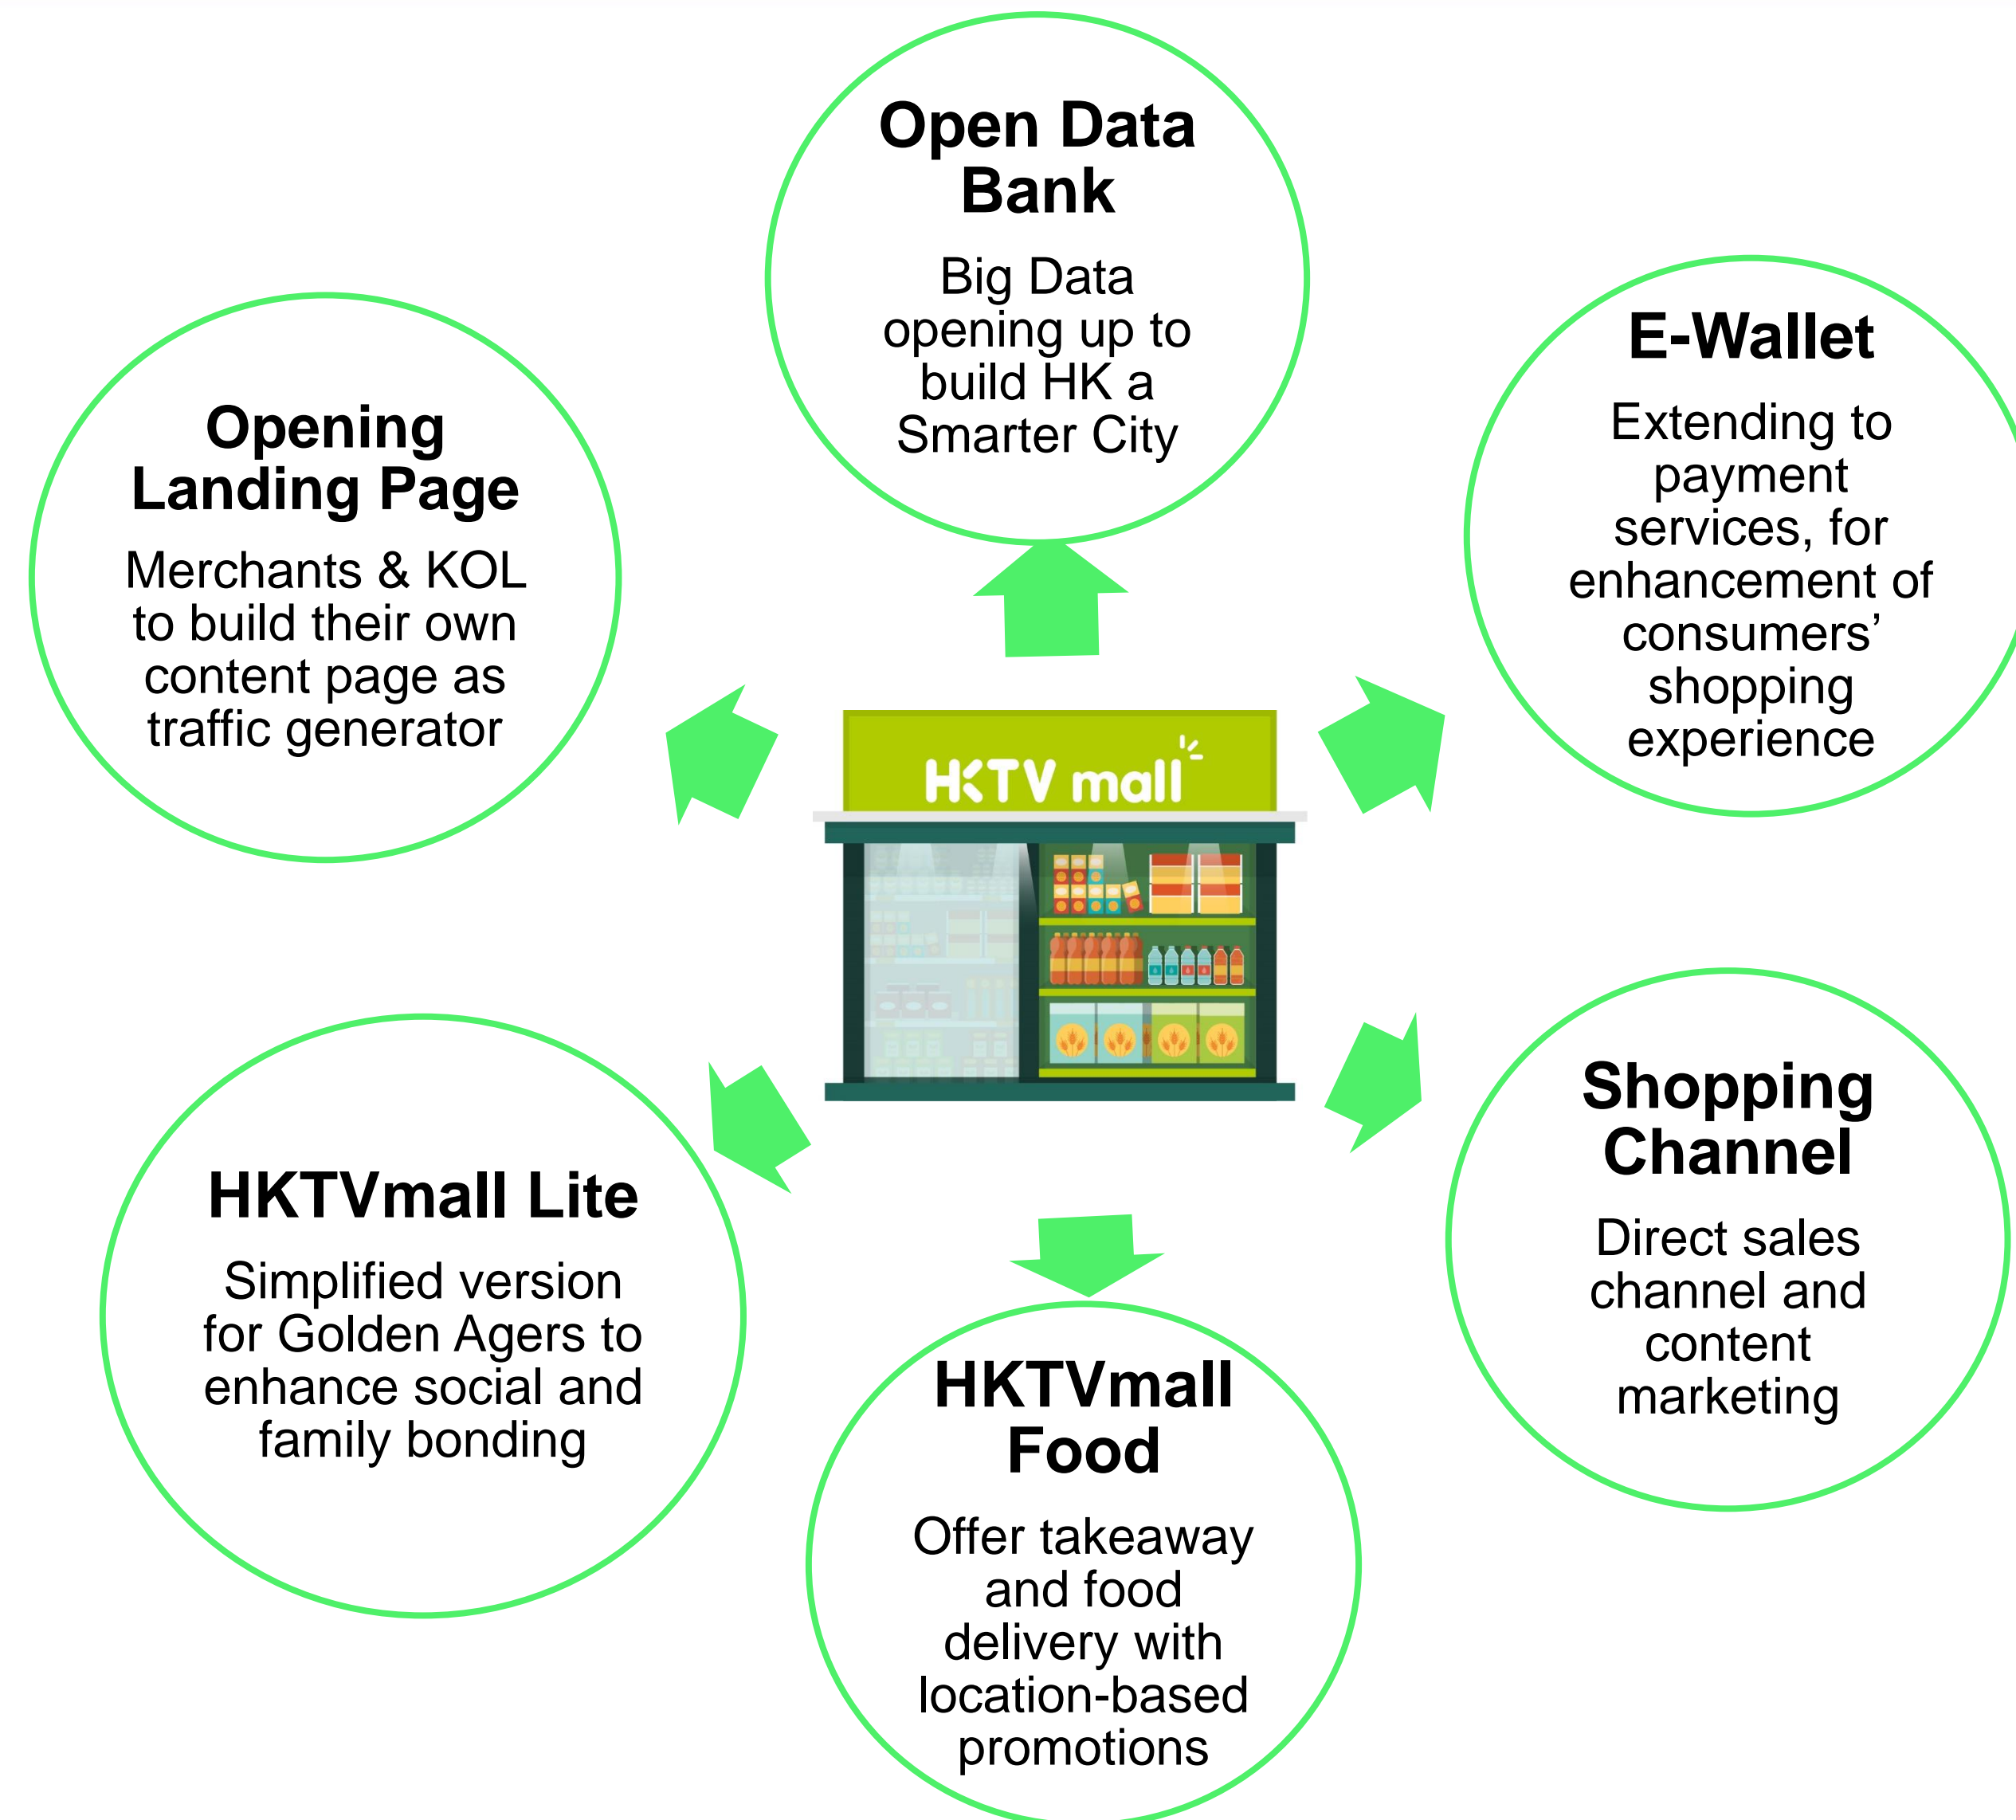 Open Data
Bank
Big Data
opening up to
build HK a
Smarter City
E-Wallet
Extending to
payment
services, for
enhancement of
consumers’
shopping
experience
Opening
Landing Page
Merchants & KOL
to build their own
content page as
traffic generator
HKTV mall
Shopping
Channel
Direct sales
channel and
content
marketing
HKTVmall Lite
Simplified version
for Golden Agers to
enhance social and
family bonding
HKTVmall
Food
Offer takeaway
and food
delivery with
location-based
promotions